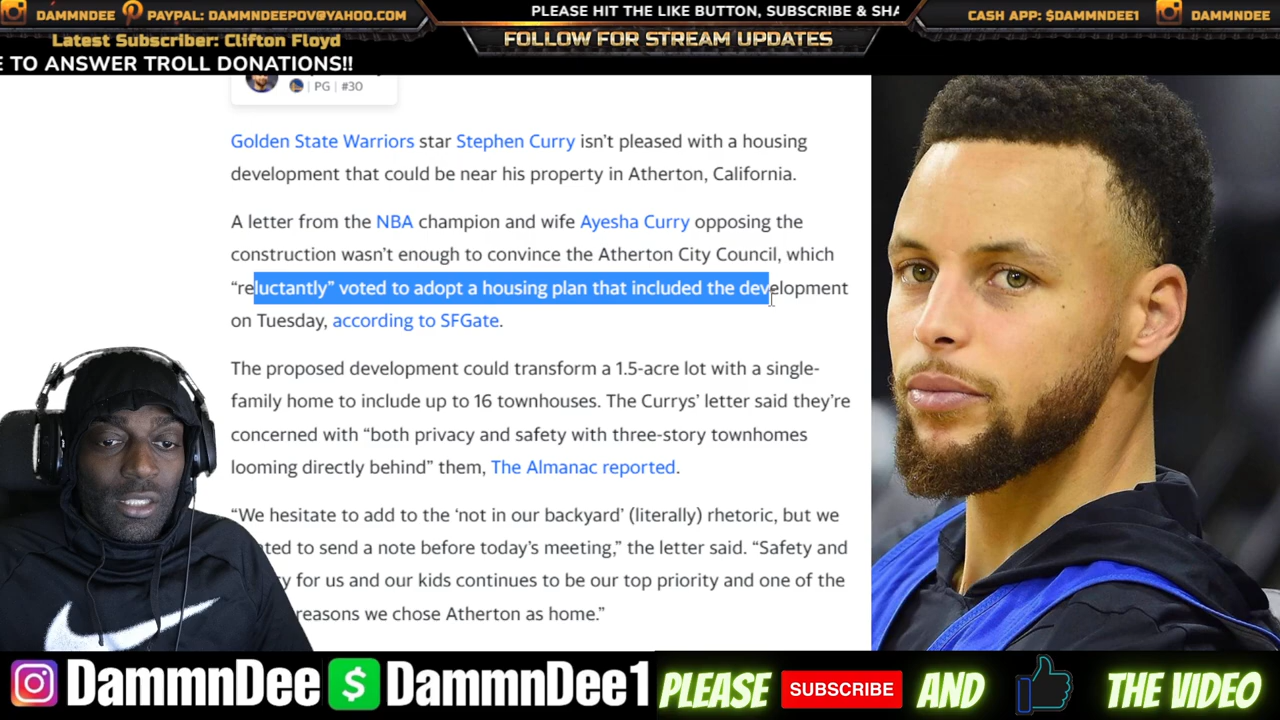 DAMMNDEE PAYPAL: DAMMNDEEPOV@YAHOO.COM
PLEASE HIT THE LIKE BUTTON, SUBSCRIBE & SHA
CASH APP: $DAMMNDEE1 DAMMNDEE
Latest Subscriber: Clifton Floyd
FOLLOW FOR STREAM UPDATES
E TO ANSWER TROLL DONATIONS!!
| PG | #30
Golden State Warriors star Stephen Curry isn't pleased with a housing
development that could be near his property in Atherton, California.
A letter from the NBA champion and wife Ayesha Curry opposing the
construction wasn't enough to convince the Atherton City Council, which
“reluctantly” voted to adopt a housing plan that included the development
on Tuesday, according to SFGate.
The proposed development could transform a 1.5-acre lot with a single-
family home to include up to 16 townhouses. The Currys' letter said they're
concerned with “both privacy and safety with three-story townhomes
looming directly behind” them, The Almanac reported.
“We hesitate to add to the ‘not in our backyard’ (literally) rhetoric, but we
to send a note before today's meeting,” the letter said. “Safety and
for us and our kids continues to be our top priority and one of the
reasons we chose Atherton as home.”
DammnDee $ DammnDee1 PLEASE SUBSCRIBE AND THE VIDEO